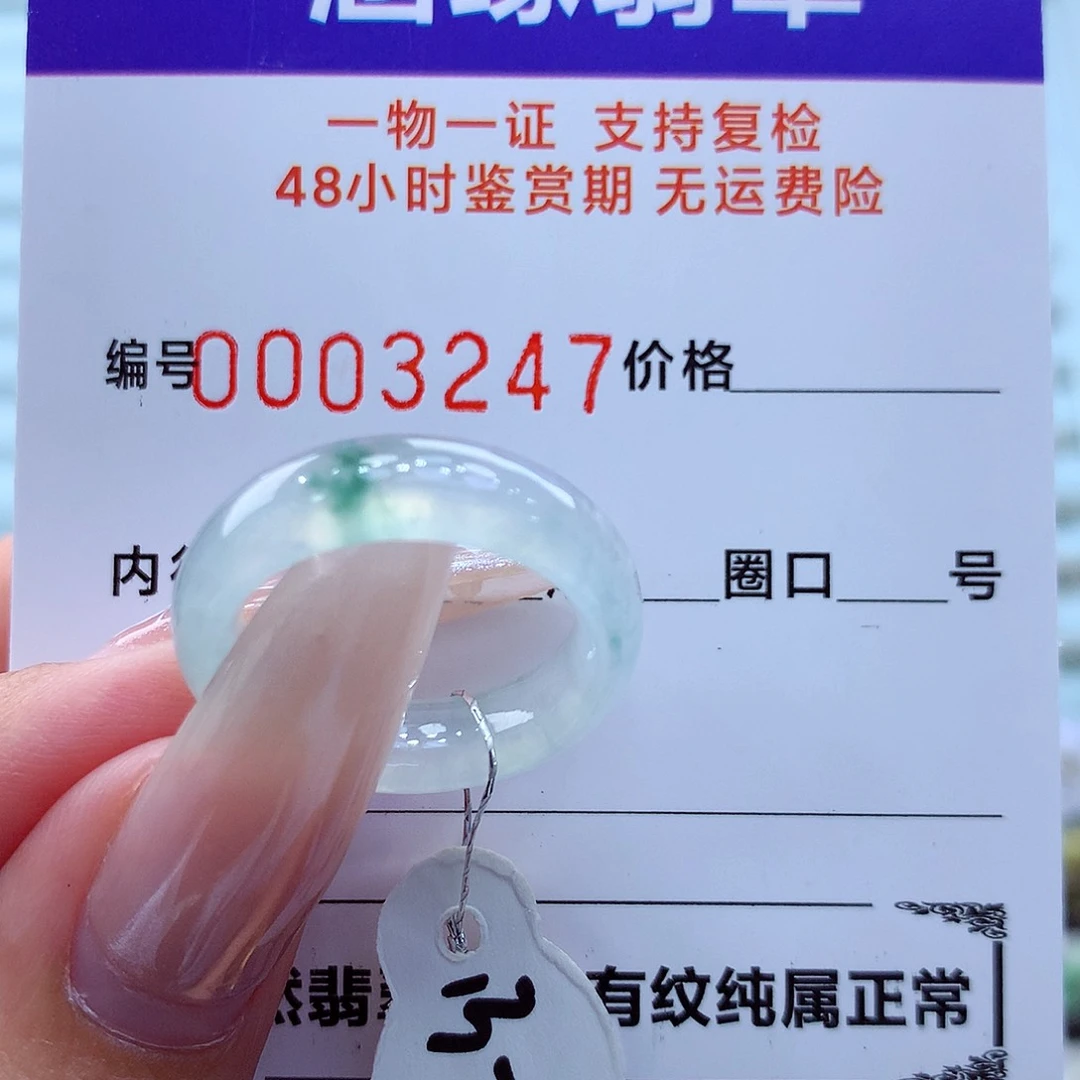 一物一证 支持复检
48小时鉴赏期 无运费险
编号0003247价格
内 圈口 号
翡 有纹纯属正常